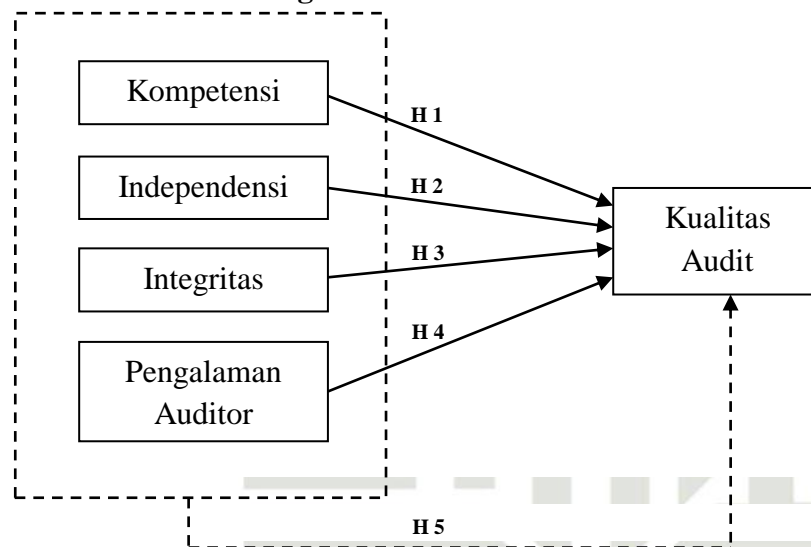 Kompetensi
H 1
Independensi
H 2
Kualitas
Audit
Integritas
H 3
H 4
Pengalaman
Auditor
H 5